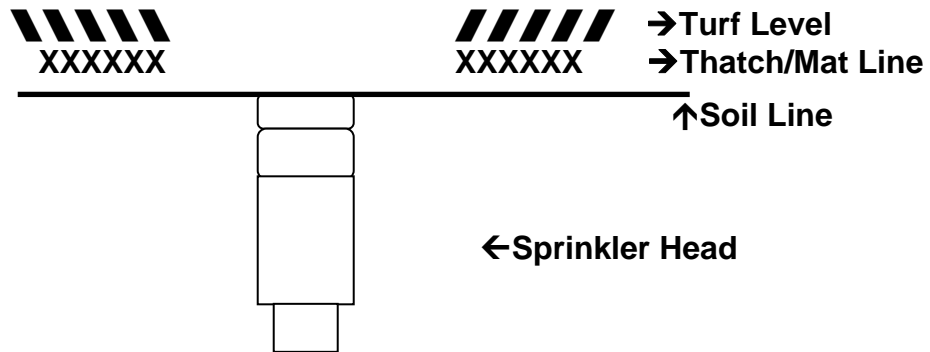 →Turf Level
XXXXXX XXXXXX →Thatch/Mat Line
↑Soil Line
←Sprinkler Head